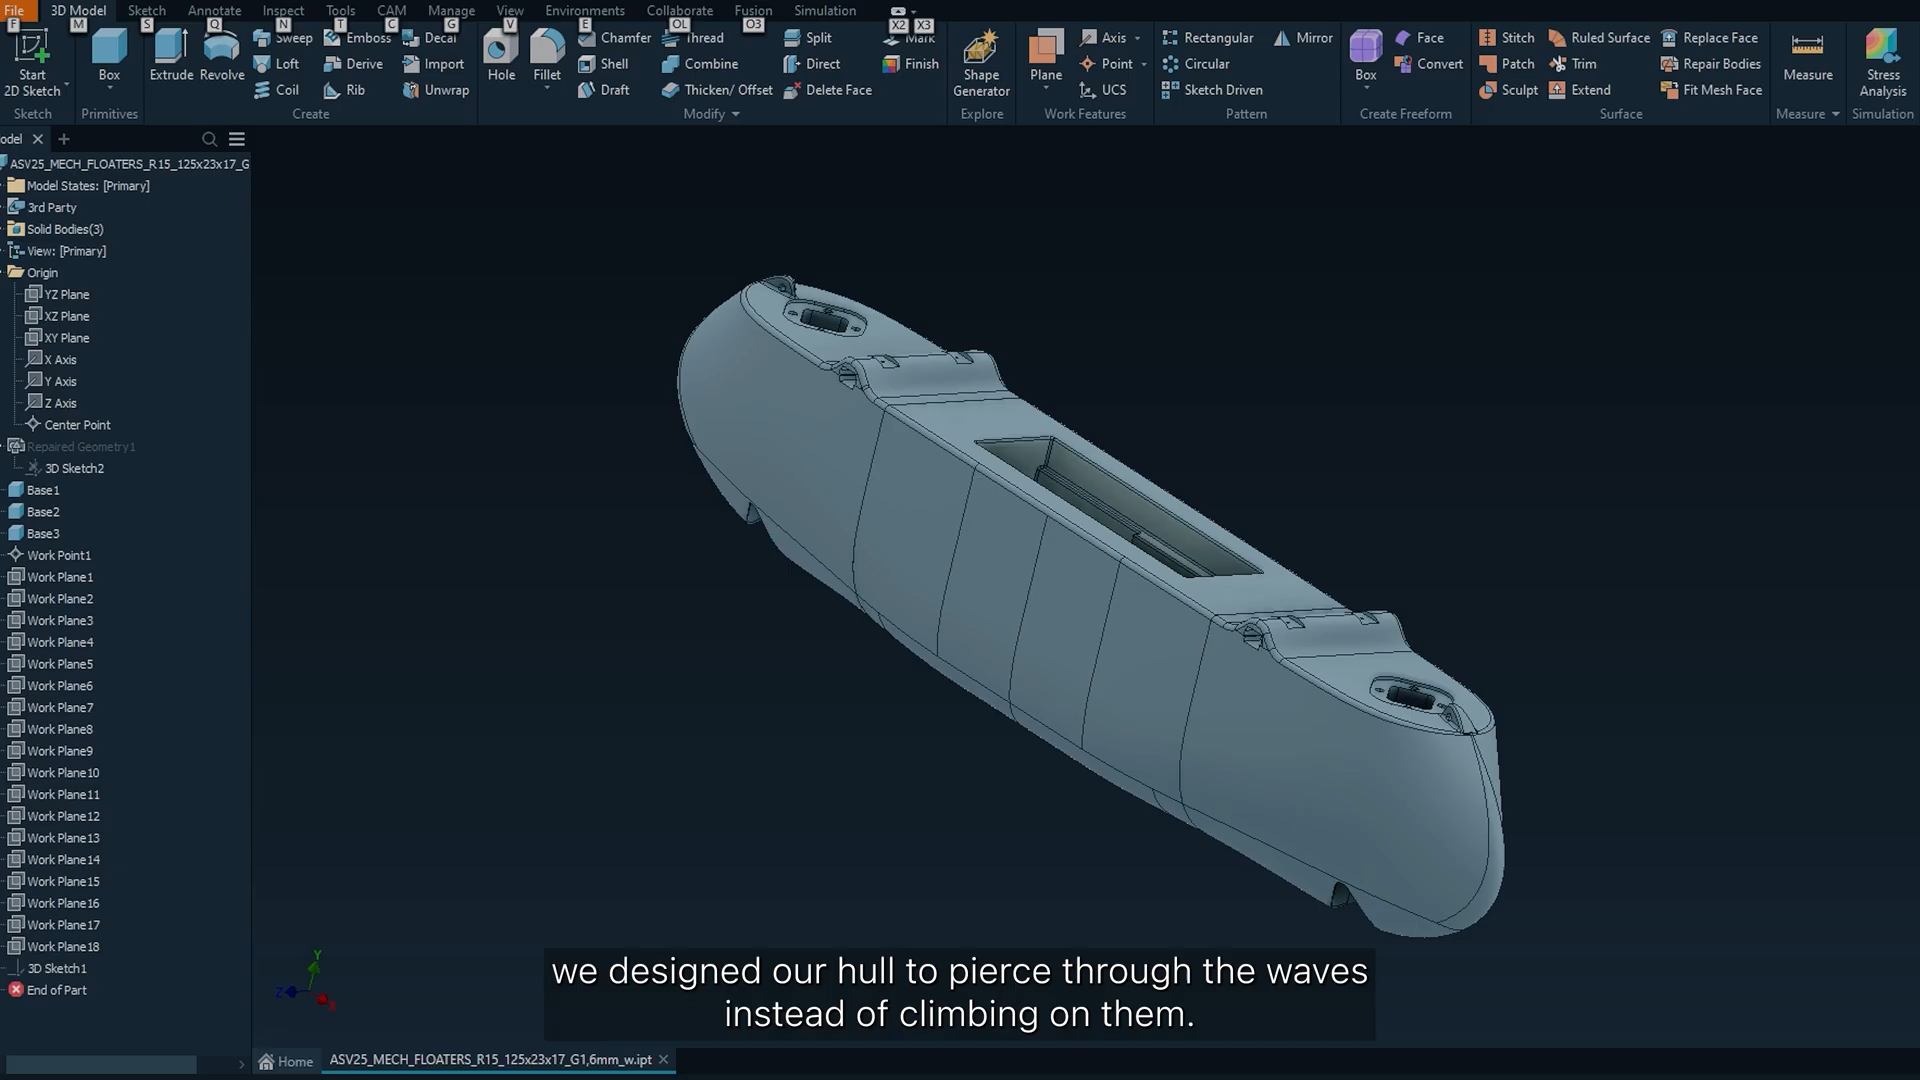 File 3D Model Sketch Annotate Inspect Tools CAM Manage View Environments Collaborate Fusion Simulation
F M S Q N T C G V E OL O3 X2 X3
Start
2D Sketch
Sketch
Box
Primitives
Extrude
Revolve
Sweep Emboss Decal
Loft Derive Import
Coil Rib Unwrap
Create
Hole
Fillet
Chamfer Thread Split Mark
Shell Combine Direct Finish
Draft Thicken/ Offset Delete Face
Modify
Shape
Generator
Explore
Plane
Axis
Point
UCS
Work Features
Rectangular Mirror
Circular
Sketch Driven
Pattern
Box
Face
Convert
Create Freeform
Stitch Ruled Surface Replace Face
Patch Trim Repair Bodies
Sculpt Extend Fit Mesh Face
Surface
Measure
Measure
Stress
Analysis
Simulation
odel
ASV25_MECH_FLOATERS_R15_125x23x17_G
Model States: [Primary]
3rd Party
Solid Bodies(3)
View: [Primary]
Origin
YZ Plane
XZ Plane
XY Plane
X Axis
Y Axis
Z Axis
Center Point
Repaired Geometry1
3D Sketch2
Base1
Base2
Base3
Work Point1
Work Plane1
Work Plane2
Work Plane3
Work Plane4
Work Plane5
Work Plane6
Work Plane7
Work Plane8
Work Plane9
Work Plane10
Work Plane11
Work Plane12
Work Plane13
Work Plane14
Work Plane15
Work Plane16
Work Plane17
Work Plane18
3D Sketch1
End of Part
Y
Z
X
we designed our hull to pierce through the waves
instead of climbing on them.
Home ASV25_MECH_FLOATERS_R15_125x23x17_G1,6mm_w.ipt